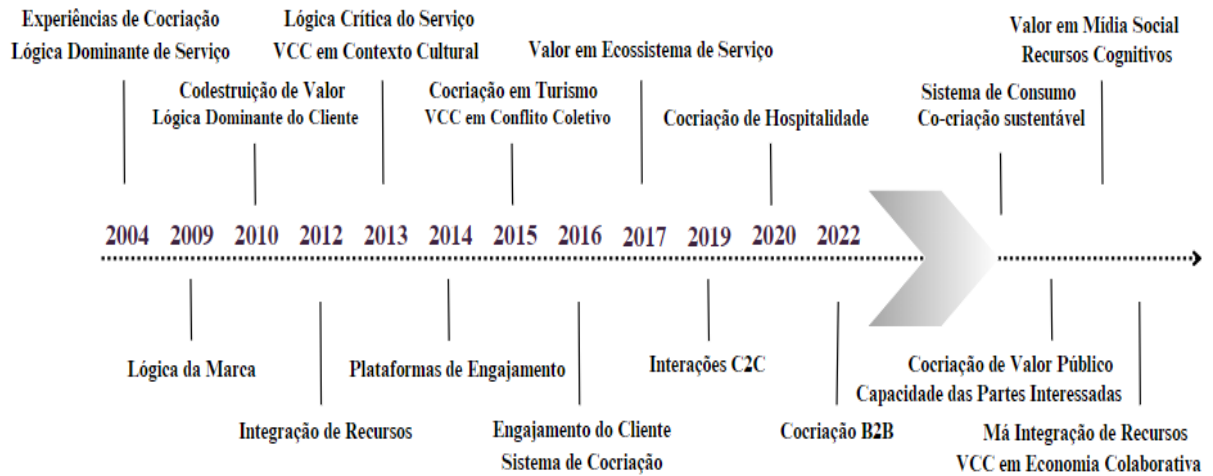 Experiências de Cocriação
Lógica Dominante de Serviço
Lógica Crítica do Serviço
VCC em Contexto Cultural
Valor em Ecossistema de Serviço
Valor em Mídia Social
Recursos Cognitivos
Codestruição de Valor
Lógica Dominante do Cliente
Cocriação em Turismo
VCC em Conflito Coletivo
Cocriação de Hospitalidade
Sistema de Consumo
Co-criação sustentável
2004 2009 2010 2012 2013 2014 2015 2016 2017 2019 2020 2022
Lógica da Marca
Plataformas de Engajamento
Interações C2C
Cocriação de Valor Público
Capacidade das Partes Interessadas
Integração de Recursos
Engajamento do Cliente
Sistema de Cocriação
Cocriação B2B
Má Integração de Recursos
VCC em Economia Colaborativa